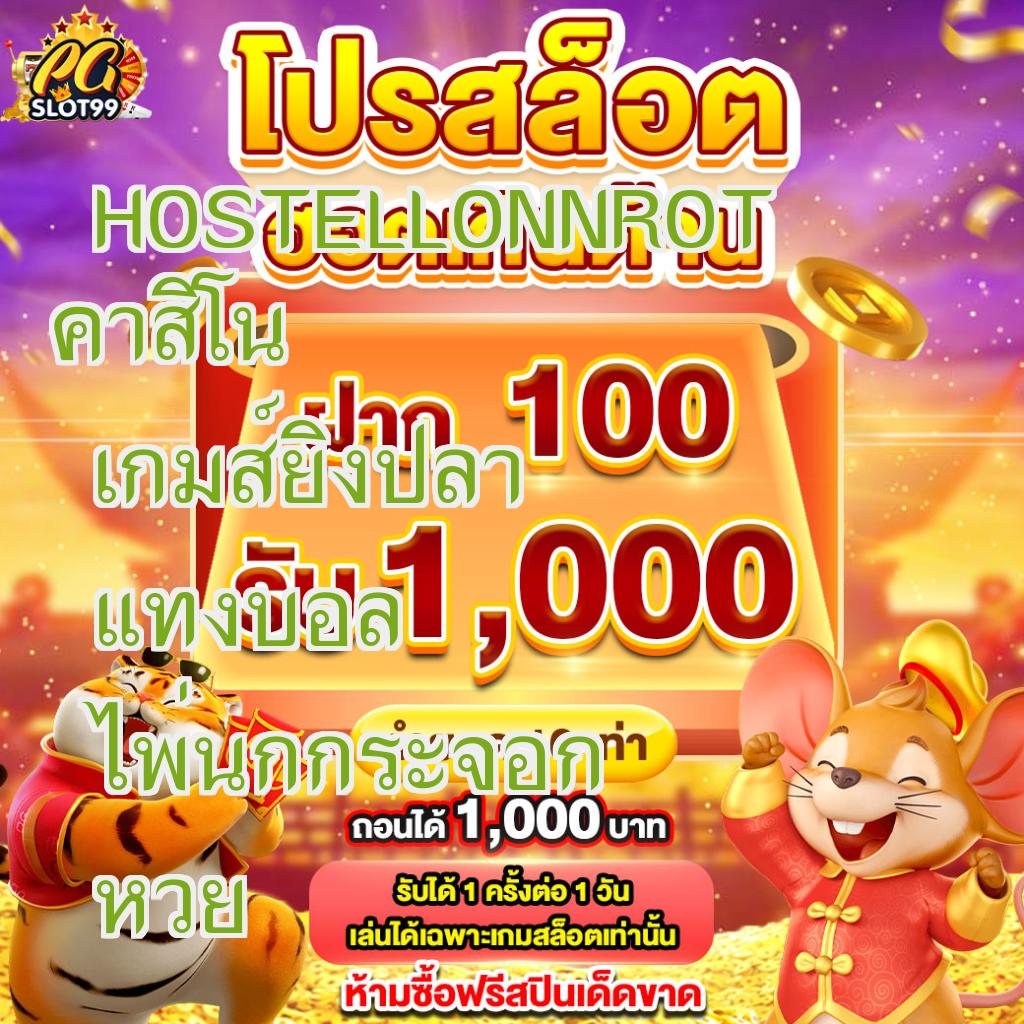 PG
SLOT99
โปรสล็อต
HOSTELLONNROT
คาสิโน
ฝาก 100
เกมส์ยิงปลา
รับ 1,000
แทงบอล
ไพ่นกกระจอก
ถอนได้ 1,000 บาท
หวย
รับได้ 1 ครั้งต่อ 1 วัน
เล่นได้เฉพาะเกมสล็อตเท่านั้น
ห้ามซื้อฟรีสปินเด็ดขาด